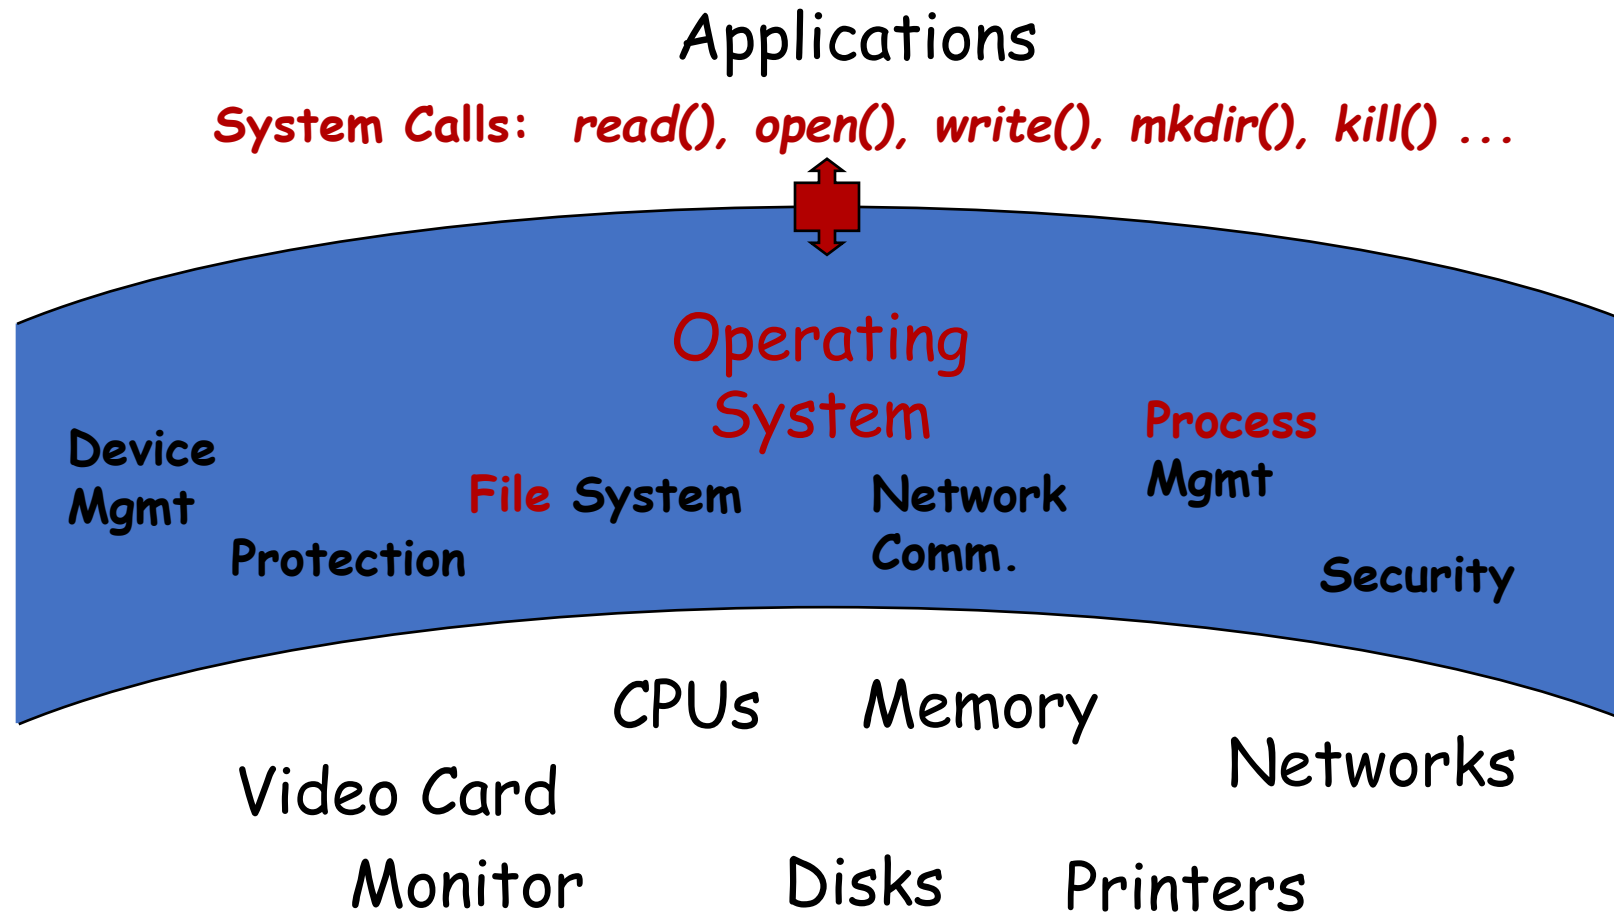 Applications
System Calls: read(), open(), write(), mkdir(), kill() ...
Operating
System
Device
Mgmt
Protection
File System
Network
Comm.
Process
Mgmt
Security
CPUs
Memory
Video Card
Networks
Monitor
Disks
Printers